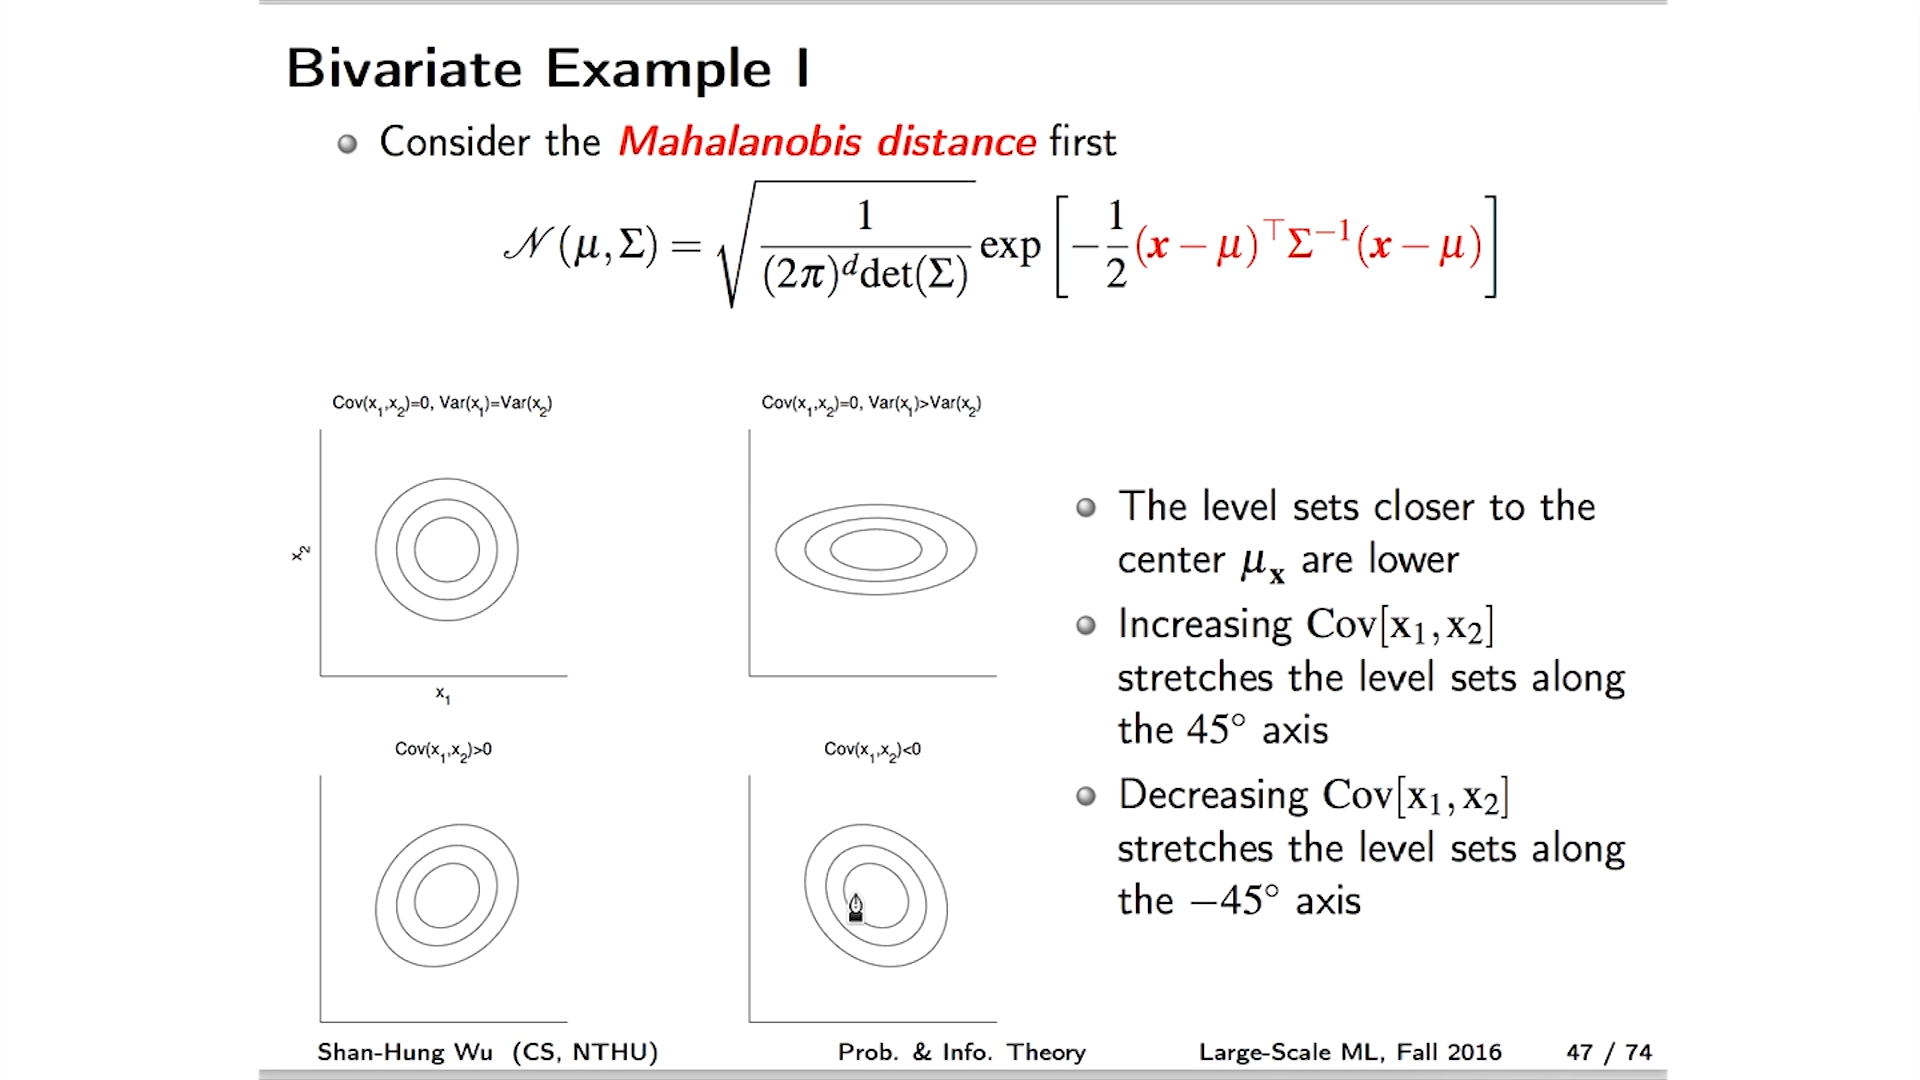 Bivariate Example I
Consider the Mahalanobis distance first
𝒩(μ,Σ) = √(1/((2π)^d det(Σ))) exp[−1/2 (x − μ)^⊤ Σ^−1 (x − μ)]
Cov(x₁,x₂)=0, Var(x₁)=Var(x₂)
x₂
x₁
Cov(x₁,x₂)=0, Var(x₁)>Var(x₂)
Cov(x₁,x₂)>0
Cov(x₁,x₂)<0
The level sets closer to the
center μₓ are lower
Increasing Cov[x₁,x₂]
stretches the level sets along
the 45° axis
Decreasing Cov[x₁,x₂]
stretches the level sets along
the −45° axis
Shan-Hung Wu (CS, NTHU) Prob. & Info. Theory Large-Scale ML, Fall 2016 47 / 74